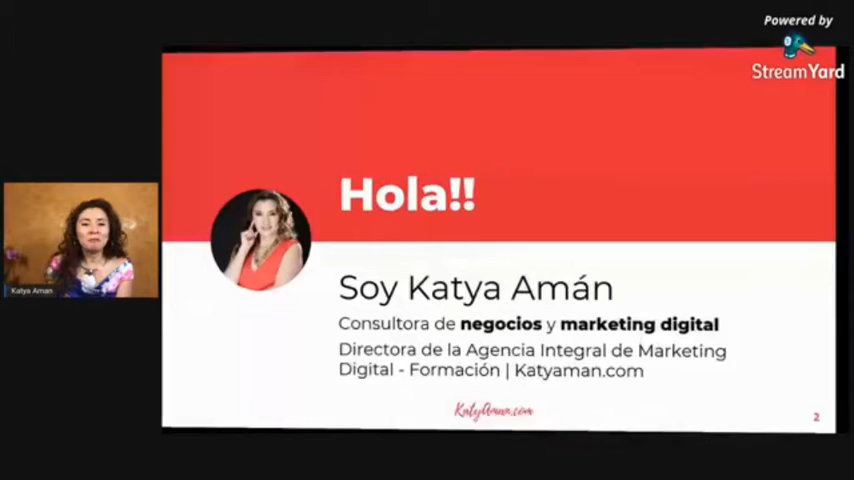 Powered by
StreamYard
Hola!!
Soy Katya Amán
Consultora de negocios y marketing digital
Directora de la Agencia Integral de Marketing
Digital - Formación | Katyaman.com
KatyAman.com
2
Katya Aman